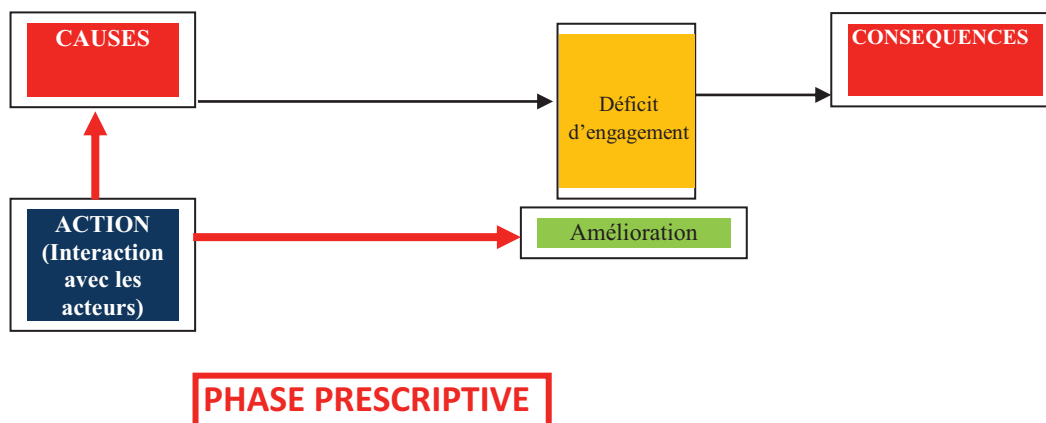 CAUSES
CONSEQUENCES
Déficit
d’engagement
ACTION
(Interaction
avec les
acteurs)
Amélioration
PHASE PRESCRIPTIVE